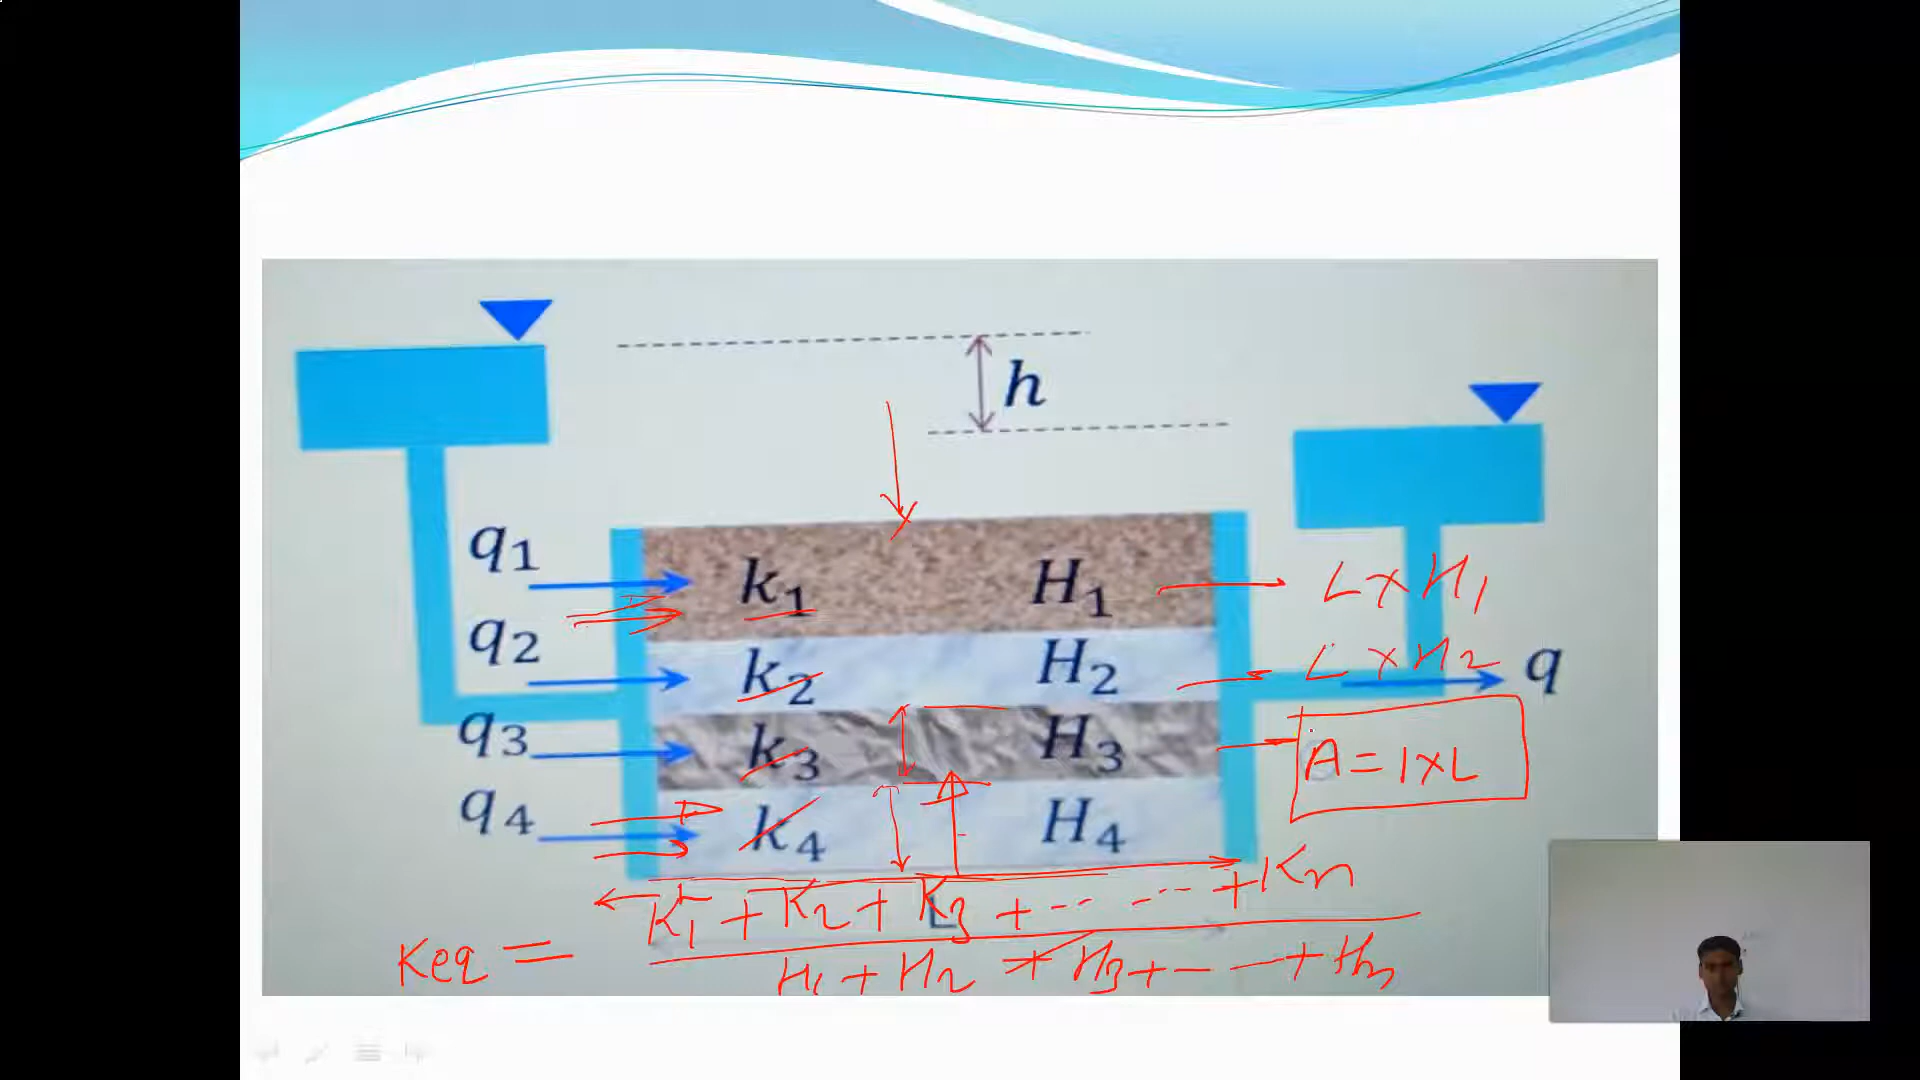 h
q1
k1 H1 L×H1
q2
k2 H2 L×H2 q
q3
k3 H3 A=1×L
q4
k4 H4
L
Keq = K1+K2+K3+-- --+Kn
H1+H2+H3+-- --+Hn